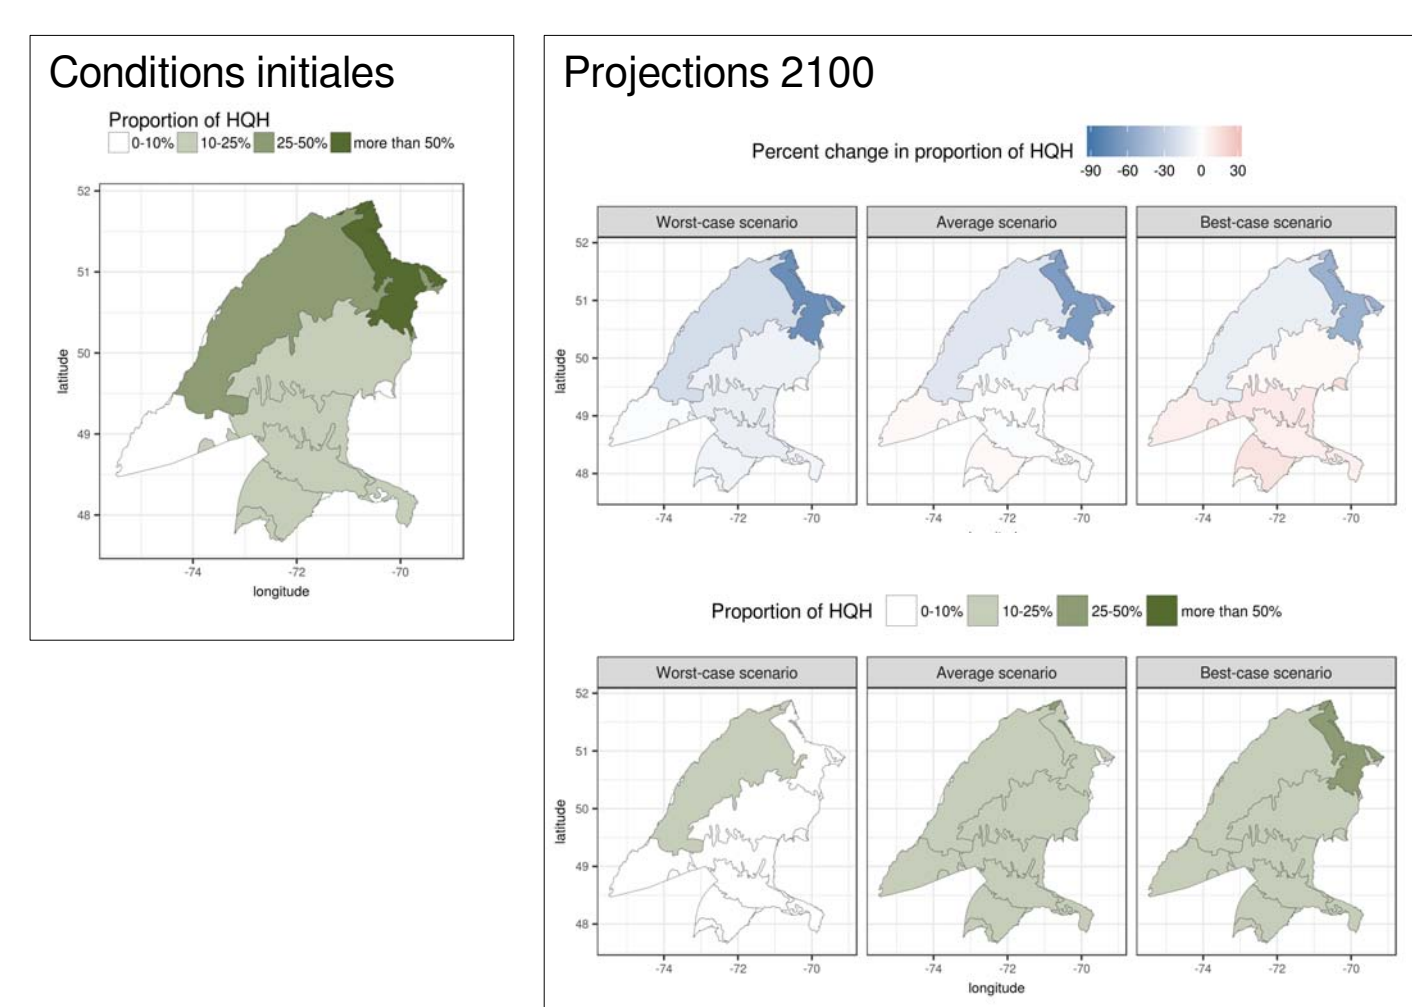 Conditions initiales
Proportion of HQH
0-10% 10-25% 25-50% more than 50%
52
51
50
49
48
latitude
-74 -72 -70
longitude
Projections 2100
Percent change in proportion of HQH
-90 -60 -30 0 30
Worst-case scenario Average scenario Best-case scenario
52
51
50
49
48
latitude
-74 -72 -70 -74 -72 -70 -74 -72 -70
Proportion of HQH 0-10% 10-25% 25-50% more than 50%
Worst-case scenario Average scenario Best-case scenario
52
51
50
49
48
latitude
-74 -72 -70 -74 -72 -70 -74 -72 -70
longitude